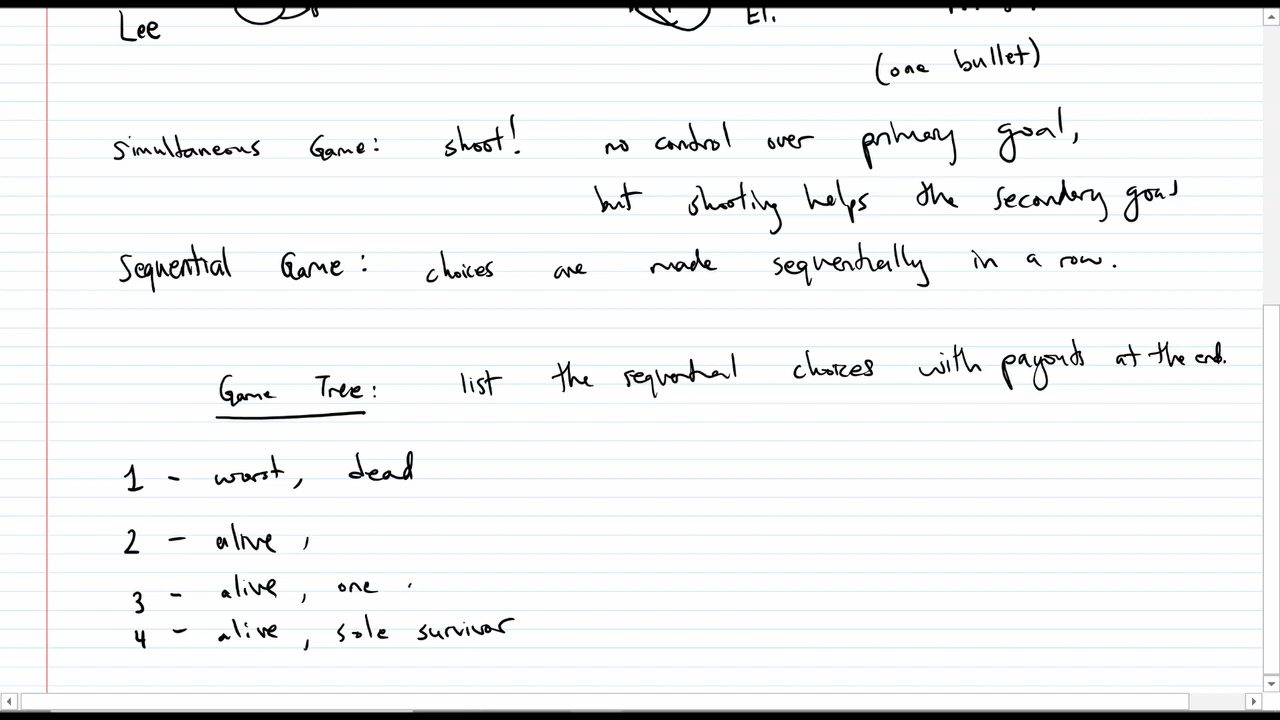 Lee
El.
(one bullet)
Simultaneous Game: shoot! no control over primary goal,
but shooting helps the secondary goal
Sequential Game: choices are made sequentially in a row.
Game Tree: list the sequential choices with payouts at the end.
1 - worst, dead
2 - alive,
3 - alive, one
4 - alive, sole survivor